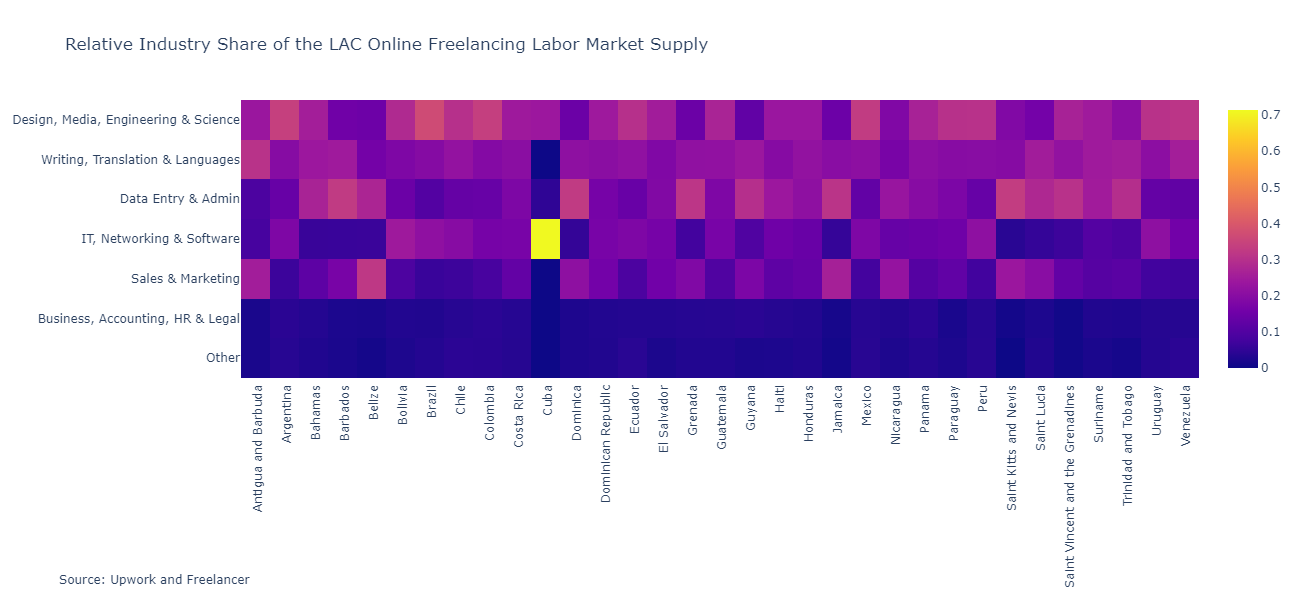 Relative Industry Share of the LAC Online Freelancing Labor Market Supply
Design, Media, Engineering & Science
Writing, Translation & Languages
Data Entry & Admin
IT, Networking & Software
Sales & Marketing
Business, Accounting, HR & Legal
Other
Antigua and Barbuda
Argentina
Bahamas
Barbados
Belize
Bolivia
Brazil
Chile
Colombia
Costa Rica
Cuba
Dominica
Dominican Republic
Ecuador
El Salvador
Grenada
Guatemala
Guyana
Haiti
Honduras
Jamaica
Mexico
Nicaragua
Panama
Paraguay
Peru
Saint Kitts and Nevis
Saint Lucia
Saint Vincent and the Grenadines
Suriname
Trinidad and Tobago
Uruguay
Venezuela
0.7
0.6
0.5
0.4
0.3
0.2
0.1
0
Source: Upwork and Freelancer